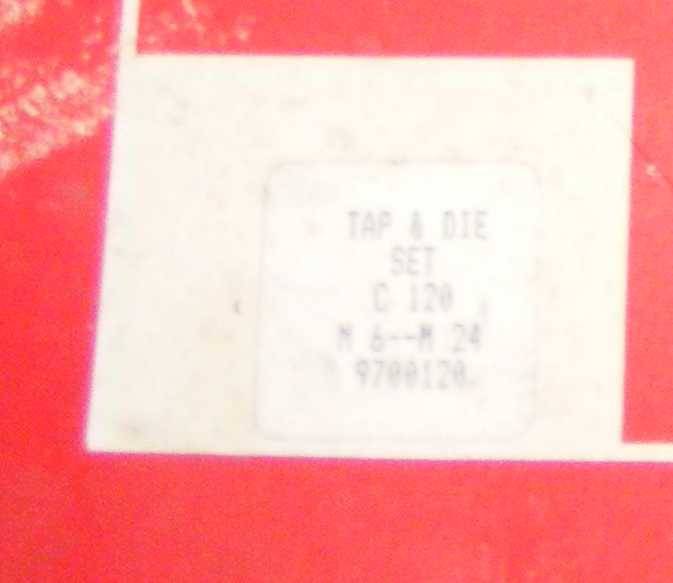 TAP & DIE
SET
C 120
M 6--M 24
9700120